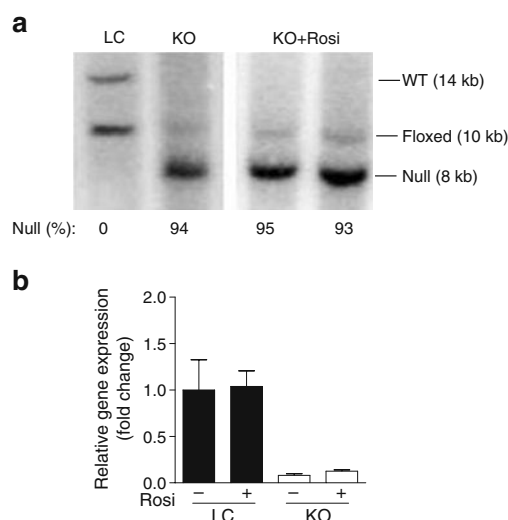 a
LC KO KO+Rosi
WT (14 kb)
Floxed (10 kb)
Null (8 kb)
Null (%): 0 94 95 93
b
Relative gene expression
(fold change)
2.0
1.5
1.0
0.5
0.0
Rosi − + − +
LC KO